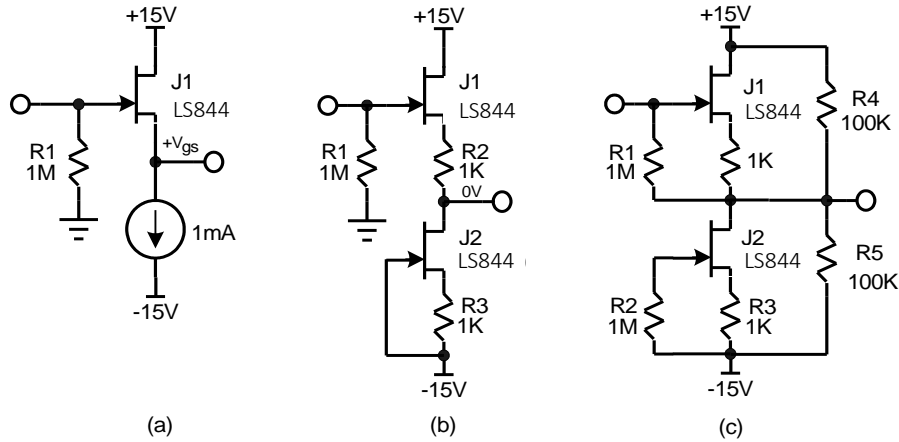 +15V
J1
LS844
+Vgs
R1
1M
1mA
-15V
(a)
+15V
J1
LS844
R1
1M
R2
1K
0V
J2
LS844 (
R3
1K
-15V
(b)
+15V
J1
LS844
R4
100K
R1
1M
1K
J2
LS844
R5
100K
R2
1M
R3
1K
-15V
(c)